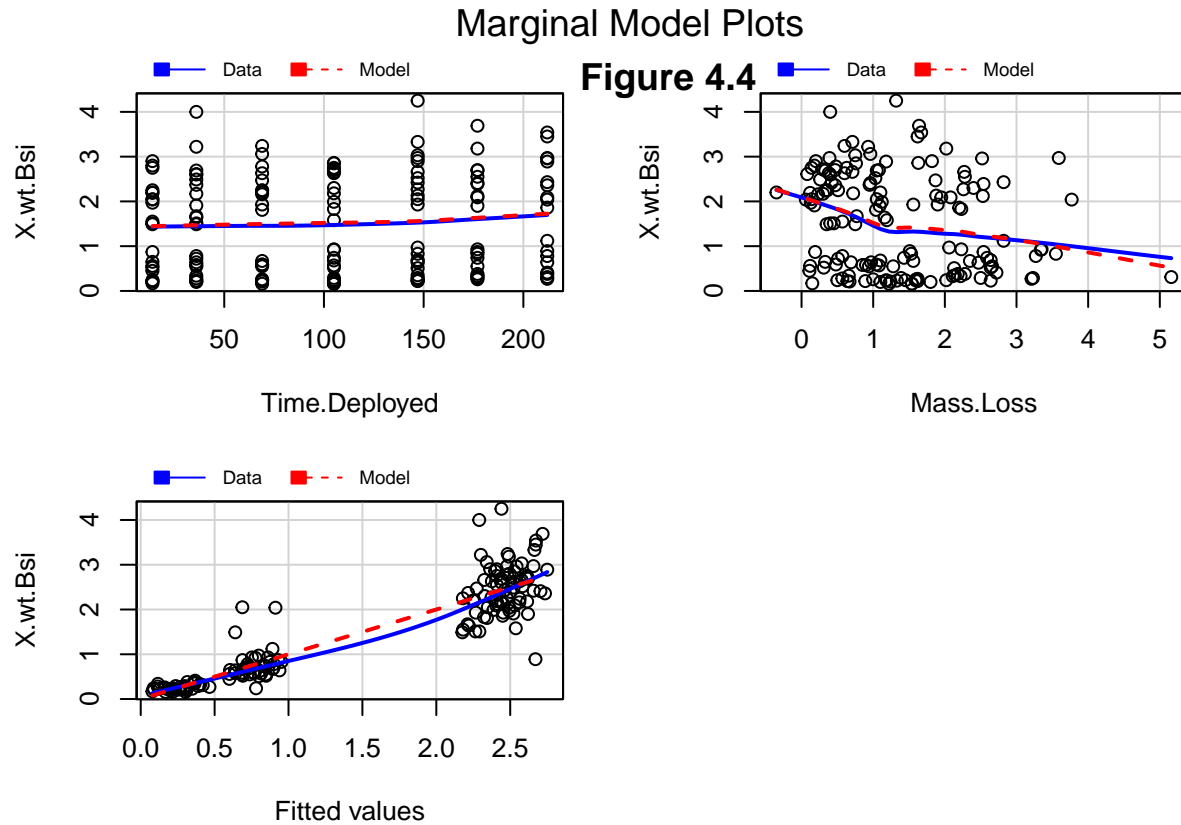 Marginal Model Plots
Figure 4.4
Data Model
X.wt.Bsi
4
3
2
1
0
50 100 150 200
Time.Deployed
Data Model
X.wt.Bsi
4
3
2
1
0
0 1 2 3 4 5
Mass.Loss
Data Model
X.wt.Bsi
4
3
2
1
0
0.0 0.5 1.0 1.5 2.0 2.5
Fitted values